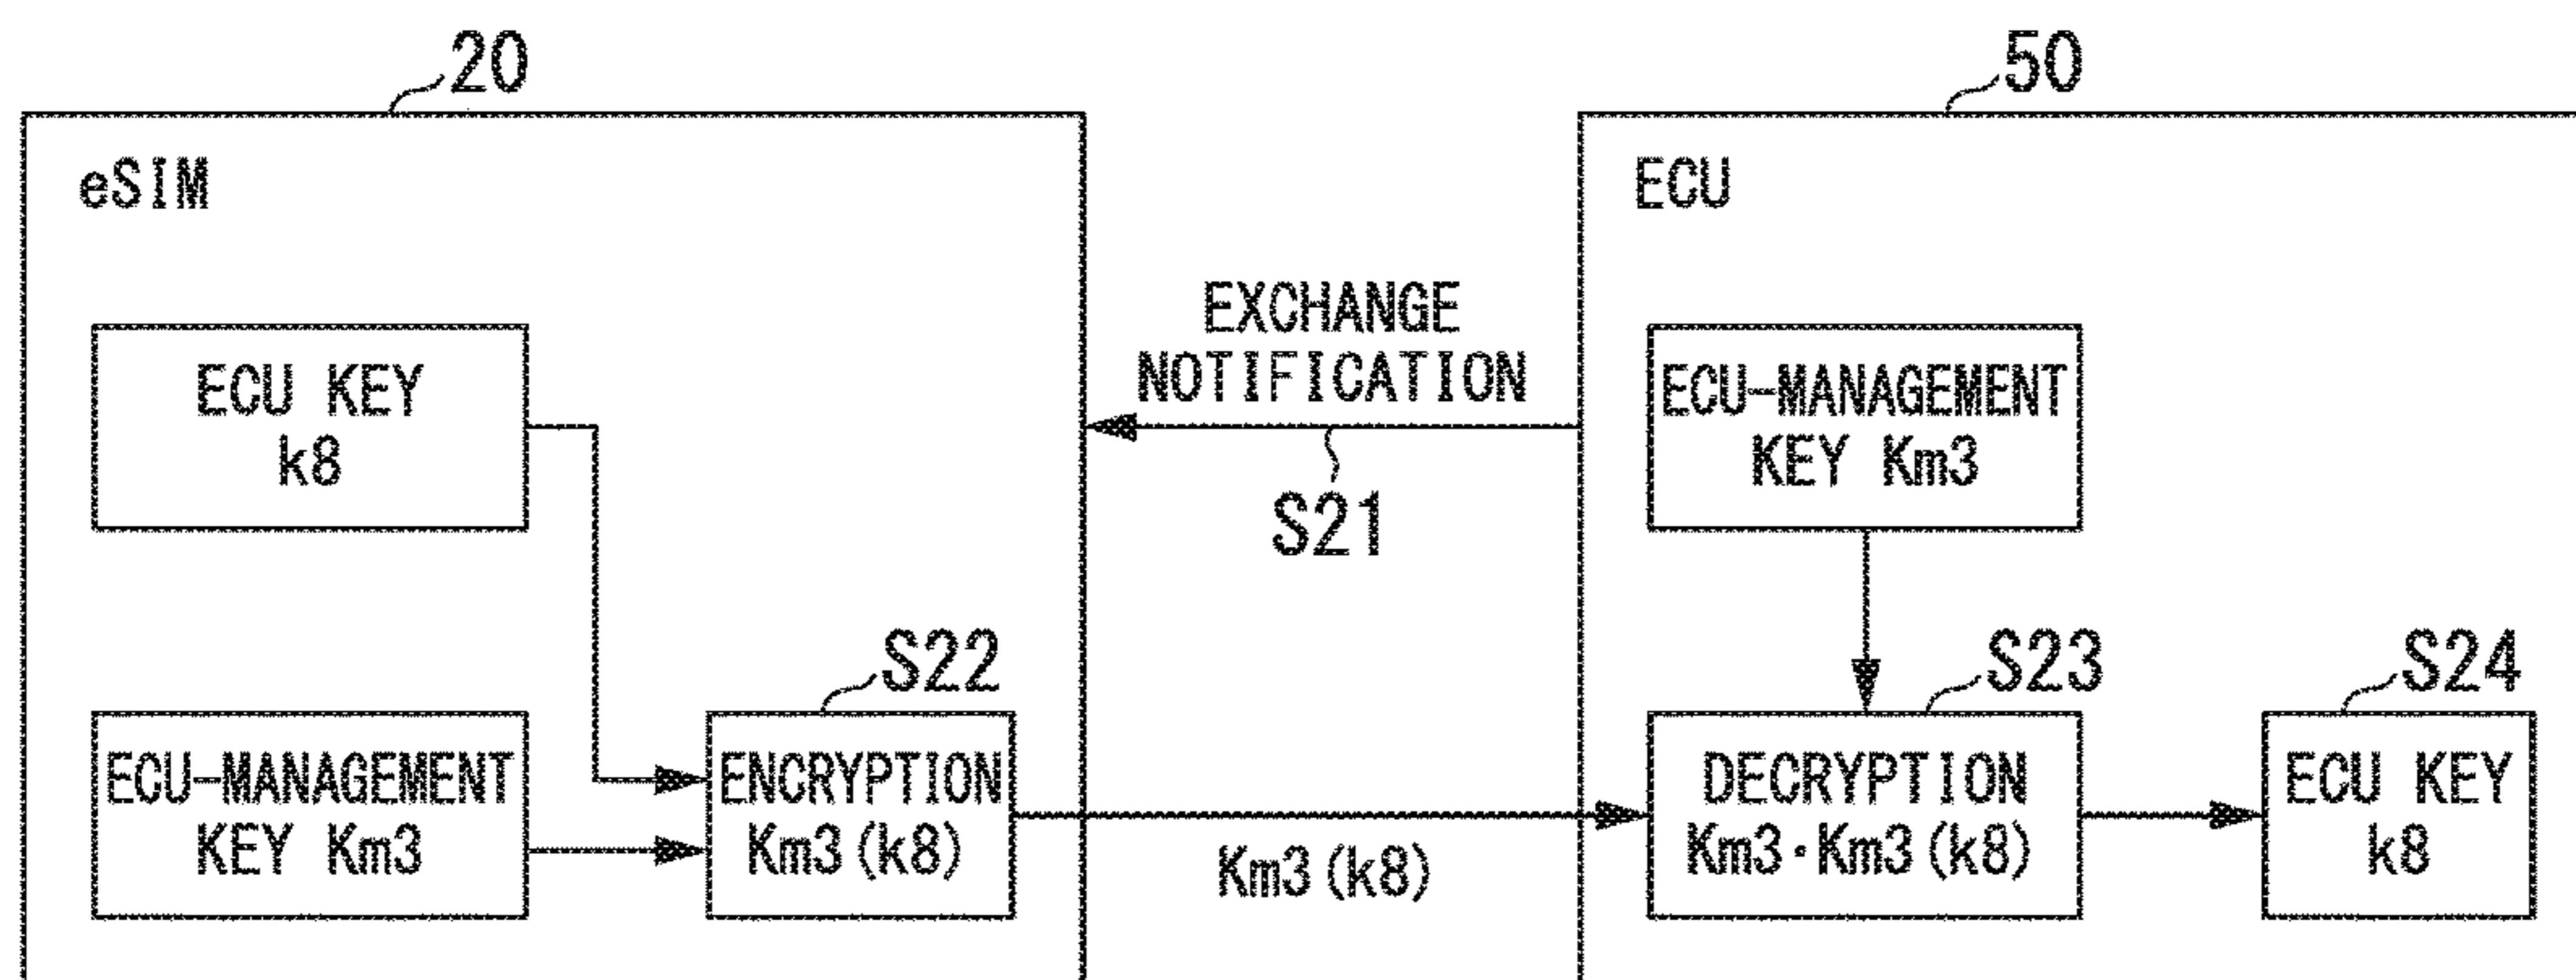 20
50
eSIM
ECU
ECU KEY
k8
EXCHANGE
NOTIFICATION
S21
ECU-MANAGEMENT
KEY Km3
S22
S23
S24
ECU-MANAGEMENT
KEY Km3
ENCRYPTION
Km3(k8)
Km3(k8)
DECRYPTION
Km3·Km3(k8)
ECU KEY
k8